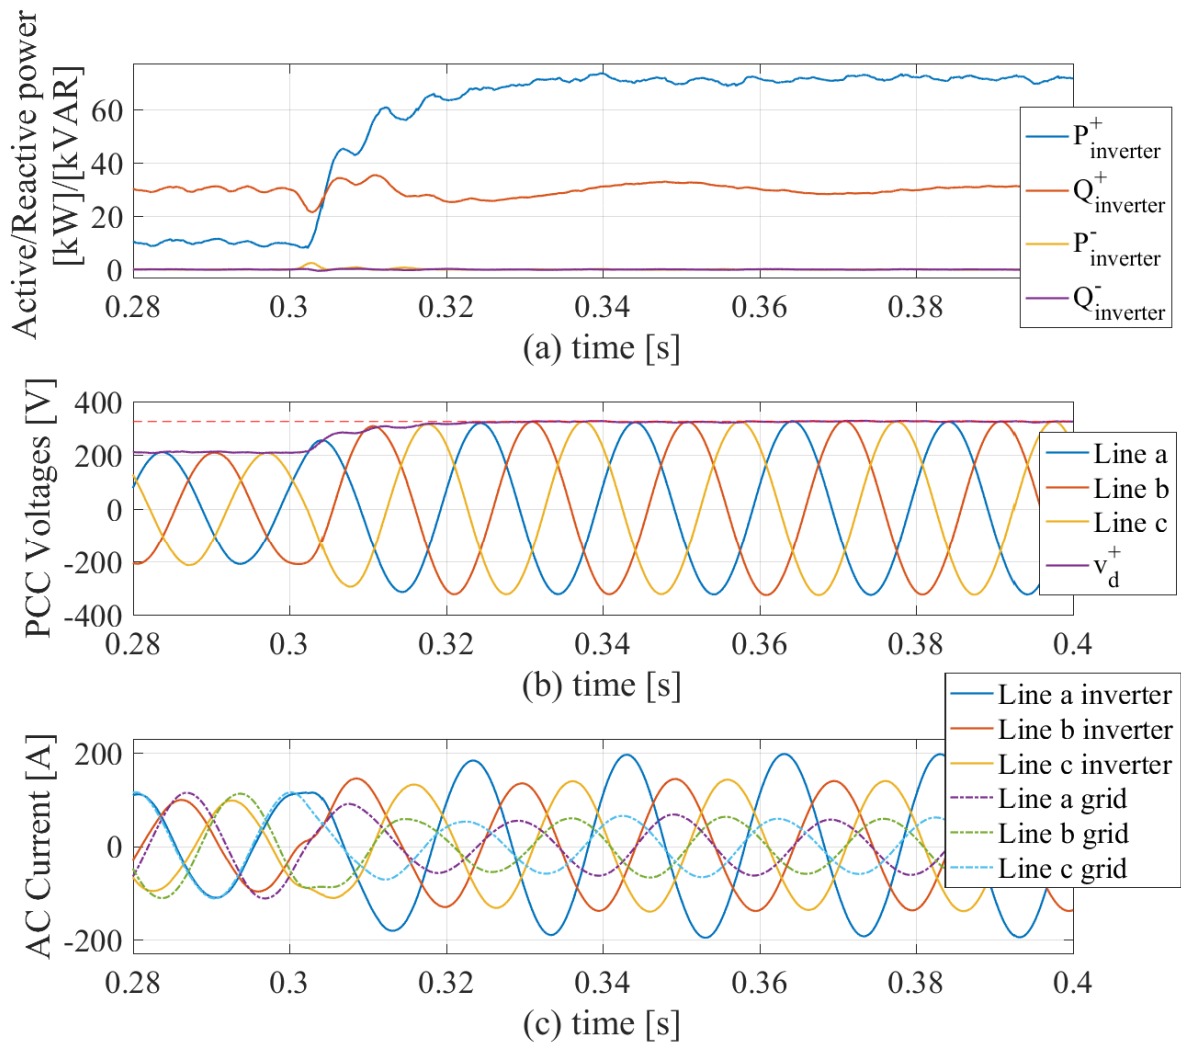 Active/Reactive power
[kW]/[kVAR]
60
40
20
0
0.28
0.3
0.32
0.34
0.36
0.38
0.4
(a) time [s]
P+inverter
Q+inverter
P-inverter
Q-inverter
PCC Voltages [V]
400
200
0
-200
-400
0.28
0.3
0.32
0.34
0.36
0.38
0.4
(b) time [s]
Line a
Line b
Line c
v+d
AC Current [A]
200
0
-200
0.28
0.3
0.32
0.34
0.36
0.38
0.4
(c) time [s]
Line a inverter
Line b inverter
Line c inverter
Line a grid
Line b grid
Line c grid